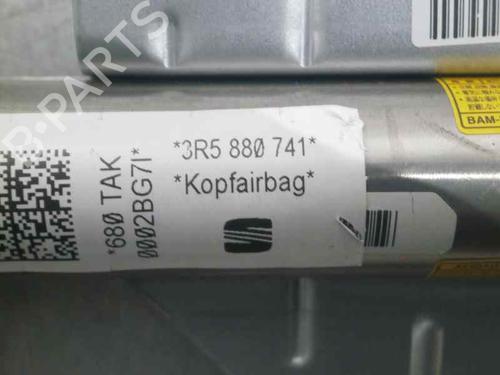 *3R5 880 741*
*Kopfairbag*
*680 TAK
0002BG7I*
B-PARTS
BAM-